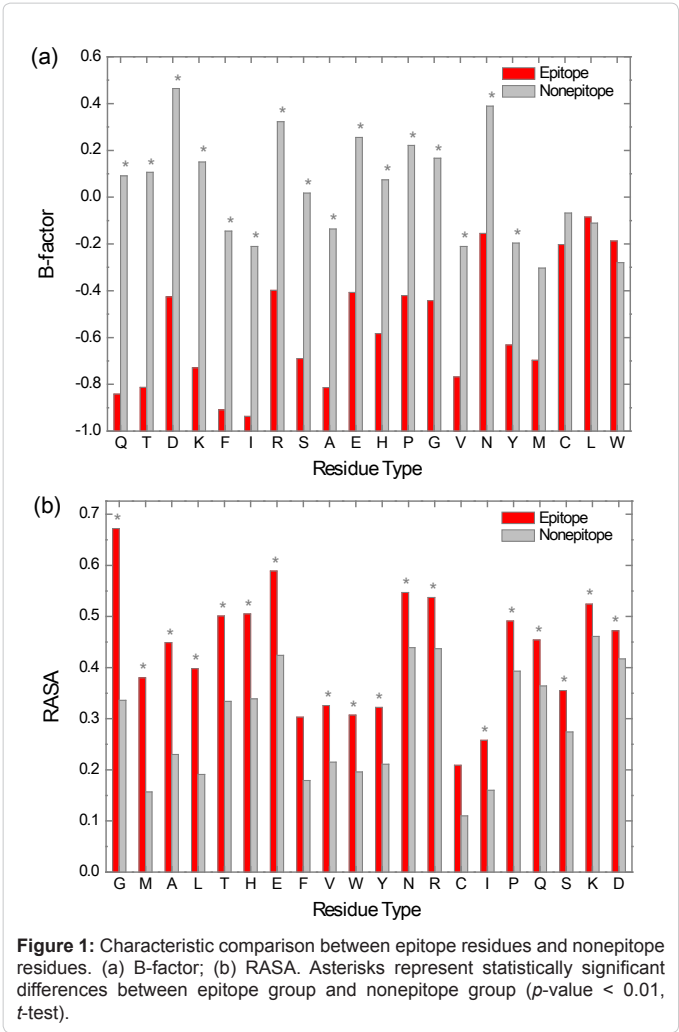 (a)
0.6
0.4
0.2
0.0
-0.2
-0.4
-0.6
-0.8
-1.0
B-factor
Epitope
Nonepitope
* * * * * * * * * * * * * * * *
Q T D K F I R S A E H P G V N Y M C L W
Residue Type
(b)
0.7
0.6
0.5
0.4
0.3
0.2
0.1
0.0
RASA
Epitope
Nonepitope
* * * * * * * * * * * * * * * * * *
G M A L T H E F V W Y N R C I P Q S K D
Residue Type
Figure 1: Characteristic comparison between epitope residues and nonepitope
residues. (a) B-factor; (b) RASA. Asterisks represent statistically significant
differences between epitope group and nonepitope group (p-value < 0.01,
t-test).